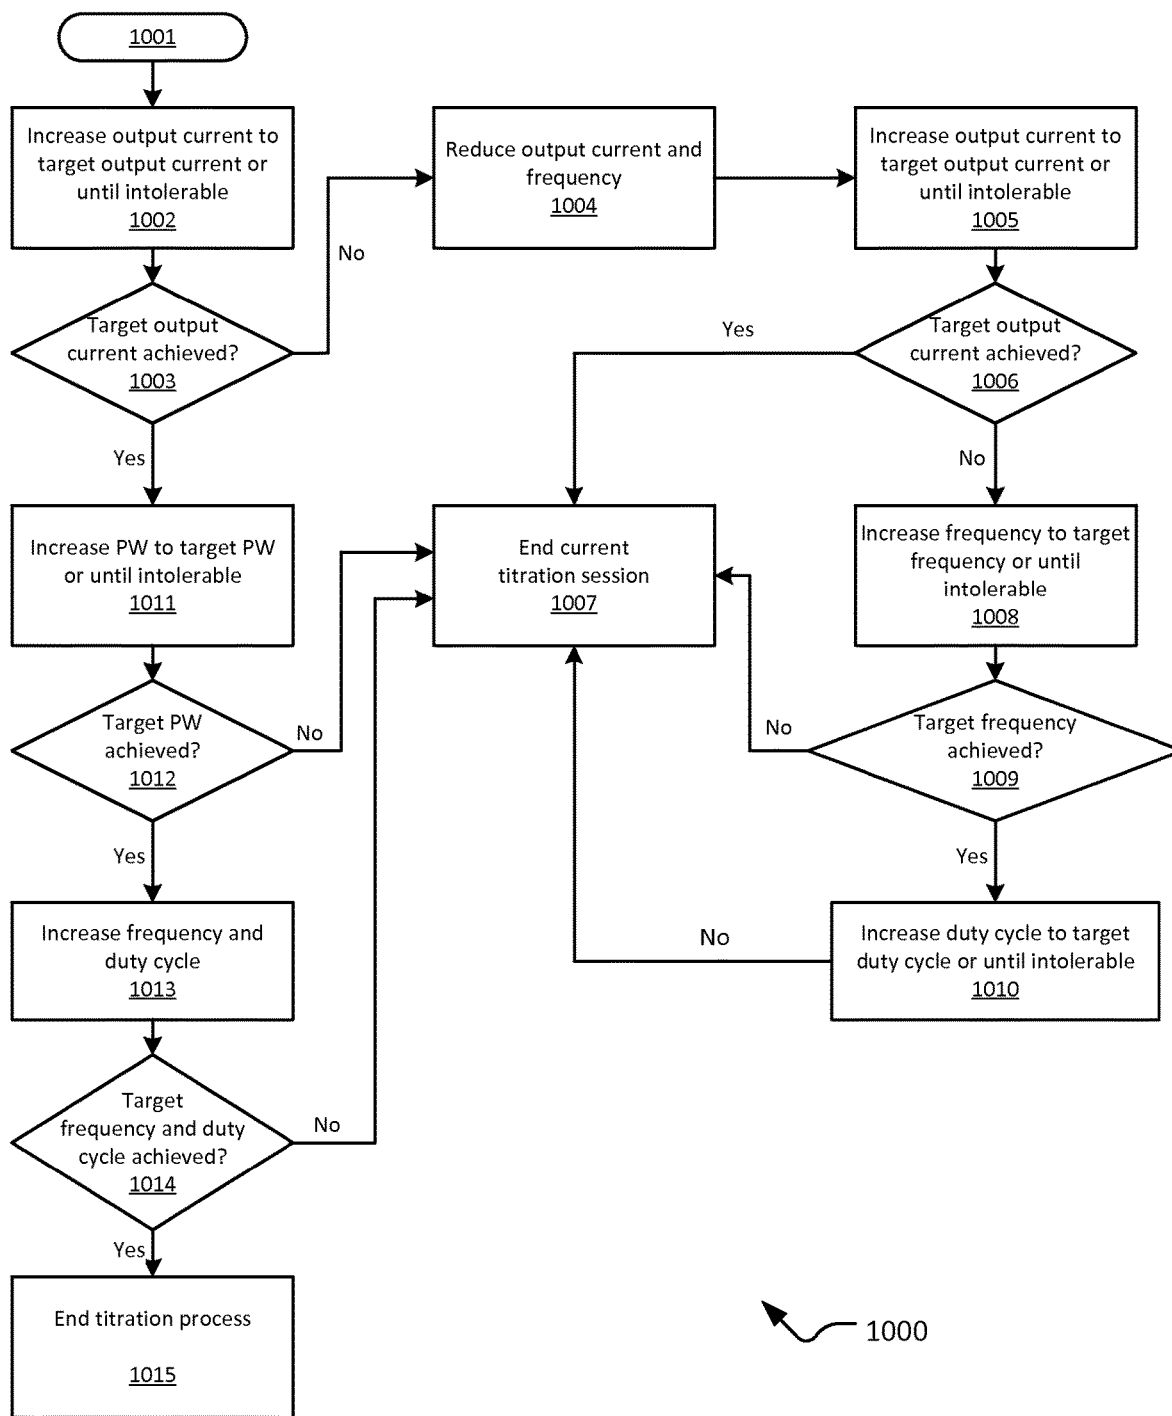 1001
Increase output current to
target output current or
until intolerable
1002
Target output
current achieved?
1003
No
Yes
Reduce output current and
frequency
1004
Increase output current to
target output current or
until intolerable
1005
Target output
current achieved?
1006
Yes
No
Increase PW to target PW
or until intolerable
1011
End current
titration session
1007
Increase frequency to target
frequency or until
intolerable
1008
Target PW
achieved?
1012
No
Yes
Target frequency
achieved?
1009
No
Yes
Increase frequency and
duty cycle
1013
Increase duty cycle to target
duty cycle or until intolerable
1010
No
Target
frequency and duty
cycle achieved?
1014
No
Yes
End titration process
1015
1000